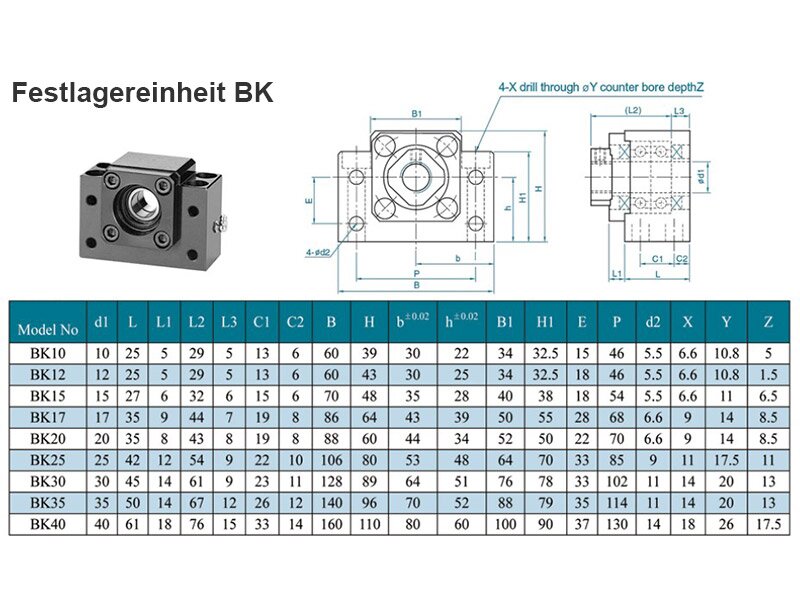 Festlagereinheit BK
4-X drill through øY counter bore depthZ
B1
(L2) L3
E
h H1 H
ød1
4-ød2
b
P
B
C1 C2
L1 L
Model No d1 L L1 L2 L3 C1 C2 B H b±0.02 h±0.02 B1 H1 E P d2 X Y Z
BK10 10 25 5 29 5 13 6 60 39 30 22 34 32.5 15 46 5.5 6.6 10.8 5
BK12 12 25 5 29 5 13 6 60 43 30 25 34 32.5 18 46 5.5 6.6 10.8 1.5
BK15 15 27 6 32 6 15 6 70 48 35 28 40 38 18 54 5.5 6.6 11 6.5
BK17 17 35 9 44 7 19 8 86 64 43 39 50 55 28 68 6.6 9 14 8.5
BK20 20 35 8 43 8 19 8 88 60 44 34 52 50 22 70 6.6 9 14 8.5
BK25 25 42 12 54 9 22 10 106 80 53 48 64 70 33 85 9 11 17.5 11
BK30 30 45 14 61 9 23 11 128 89 64 51 76 78 33 102 11 14 20 13
BK35 35 50 14 67 12 26 12 140 96 70 52 88 79 35 114 11 14 20 13
BK40 40 61 18 76 15 33 14 160 110 80 60 100 90 37 130 14 18 26 17.5